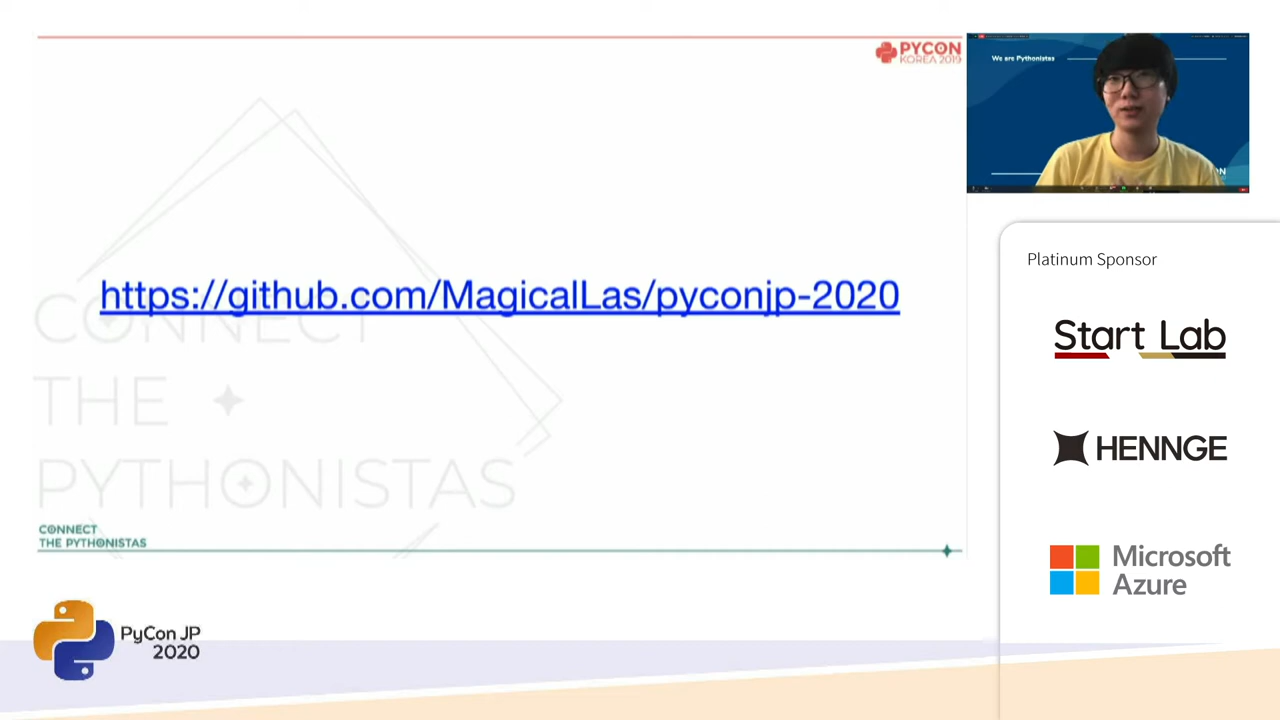 PYCON
KOREA 2019
We are Pythonistas
https://github.com/MagicalLas/pyconjp-2020
CONNECT
THE
PYTHONISTAS
CONNECT
THE PYTHONISTAS
Platinum Sponsor
Start Lab
HENNGE
Microsoft
Azure
PyCon JP
2020